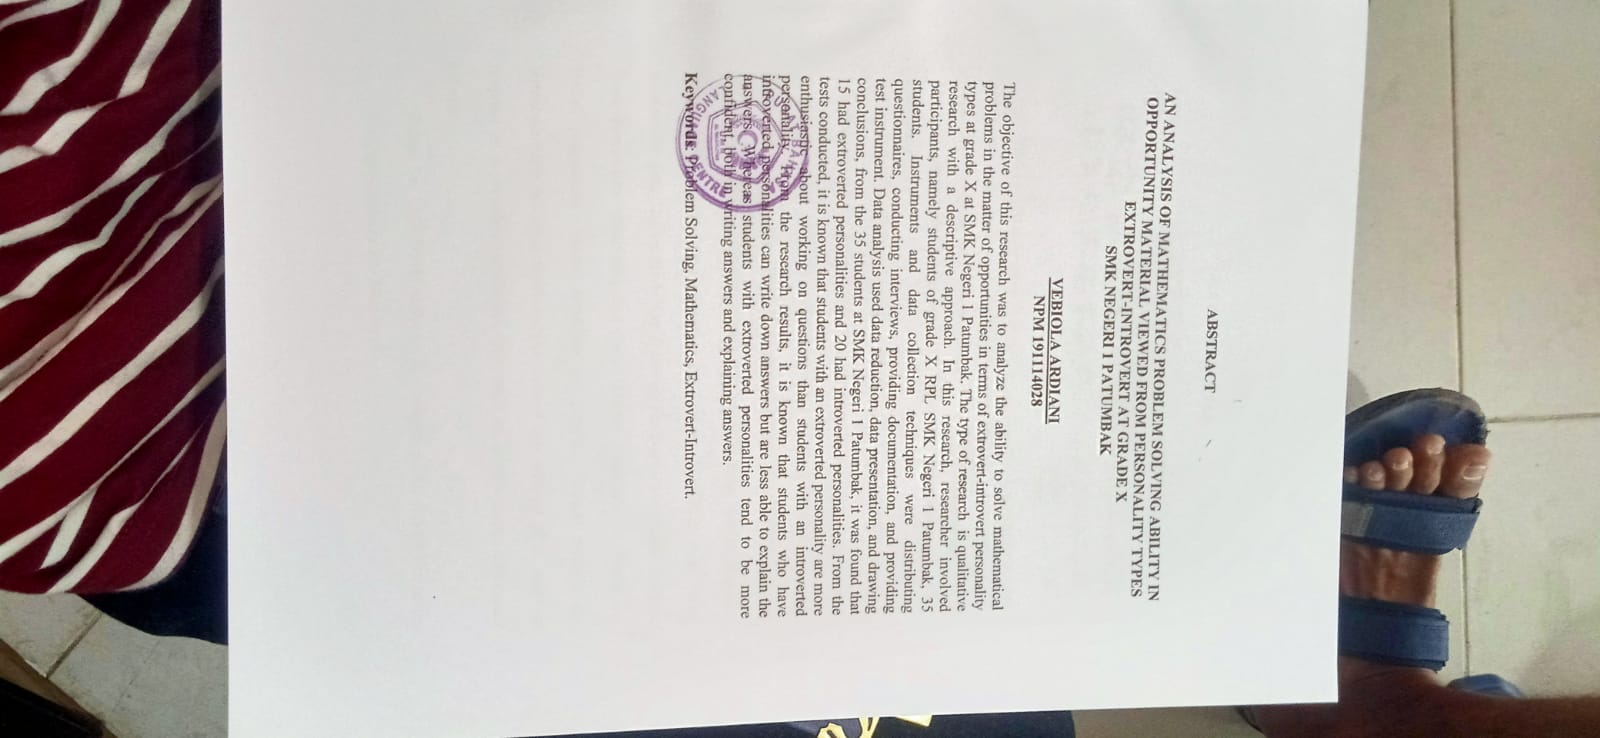 ABSTRACT
AN ANALYSIS OF MATHEMATICS PROBLEM SOLVING ABILITY IN
OPPORTUNITY MATERIAL VIEWED FROM PERSONALITY TYPES
EXTROVERT-INTROVERT AT GRADE X
SMK NEGERI 1 PATUMBAK
VEBIOLA ARDIANI
NPM 191114028
The objective of this research was to analyze the ability to solve mathematical
problems in the matter of opportunities in terms of extrovert-introvert personality
types at grade X at SMK Negeri 1 Patumbak. The type of research is qualitative
research with a descriptive approach. In this research, researcher involved
participants, namely students of grade X RPL SMK Negeri 1 Patumbak, 35
students. Instruments and data collection techniques were distributing
questionnaires, conducting interviews, providing documentation, and providing
test instrument. Data analysis used data reduction, data presentation, and drawing
conclusions, from the 35 students at SMK Negeri 1 Patumbak, it was found that
15 had extroverted personalities and 20 had introverted personalities. From the
tests conducted, it is known that students with an extroverted personality are more
enthusiastic about working on questions than students with an introverted
personality. From the research results, it is known that students who have
introverted personalities can write down answers but are less able to explain the
answers. Whereas students with extroverted personalities tend to be more
confident, both in writing answers and explaining answers.
Keywords: Problem Solving, Mathematics, Extrovert-Introvert.